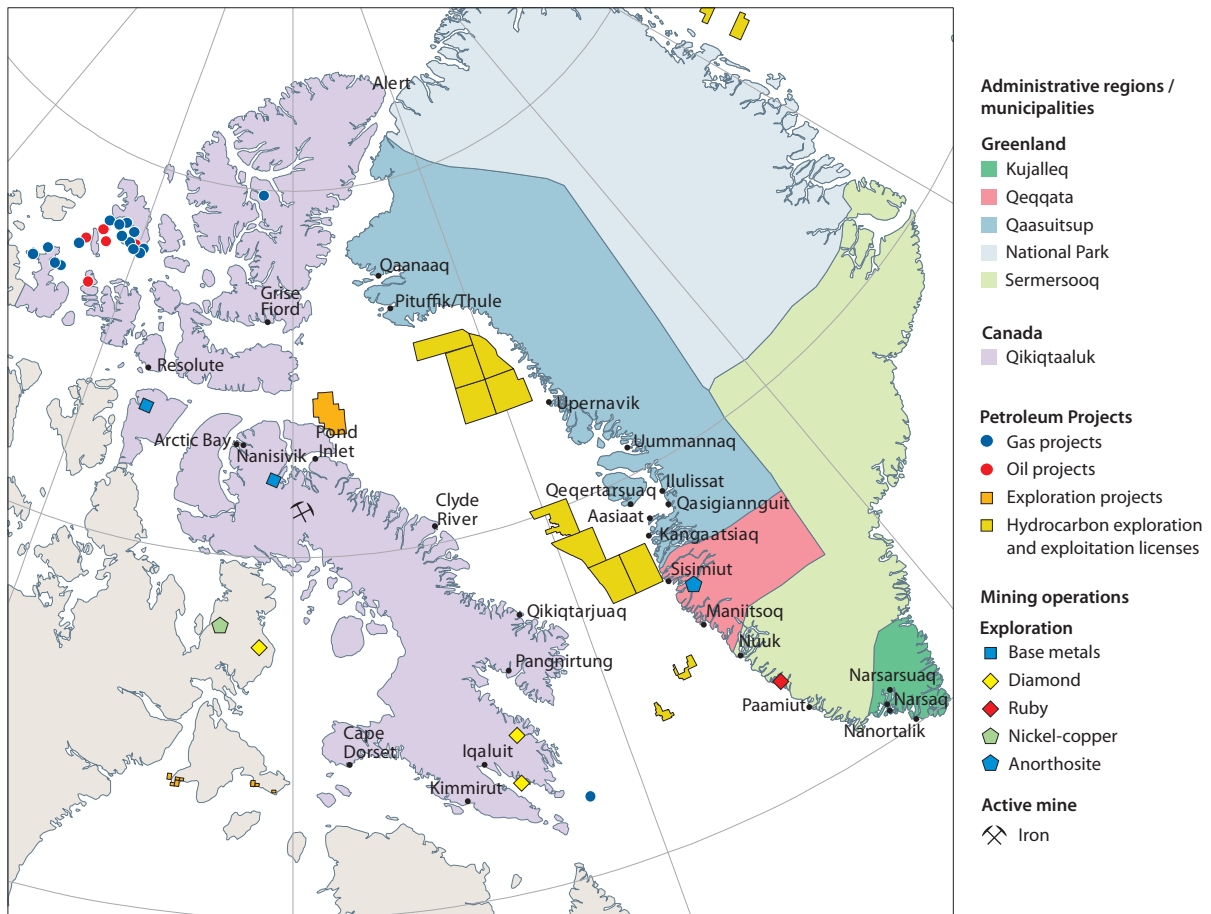 Alert
Qaanaaq
Pituffik/Thule
Grise
Fiord
Resolute
Upernavik
Arctic Bay
Nanisivik
Pond
Inlet
Uummannaq
Ilulissat
Qeqertarsuaq
Qasigiannguit
Clyde
River
Aasiaat
Kangaatsiaq
Sisimiut
Maniitsoq
Qikiqtarjuaq
Nuuk
Pangnirtung
Narsarsuaq
Narsaq
Paamiut
Nanortalik
Cape
Dorset
Iqaluit
Kimmirut
Administrative regions /
municipalities
Greenland
Kujalleq
Qeqqata
Qaasuitsup
National Park
Sermersooq
Canada
Qikiqtaaluk
Petroleum Projects
Gas projects
Oil projects
Exploration projects
Hydrocarbon exploration
and exploitation licenses
Mining operations
Exploration
Base metals
Diamond
Ruby
Nickel-copper
Anorthosite
Active mine
Iron